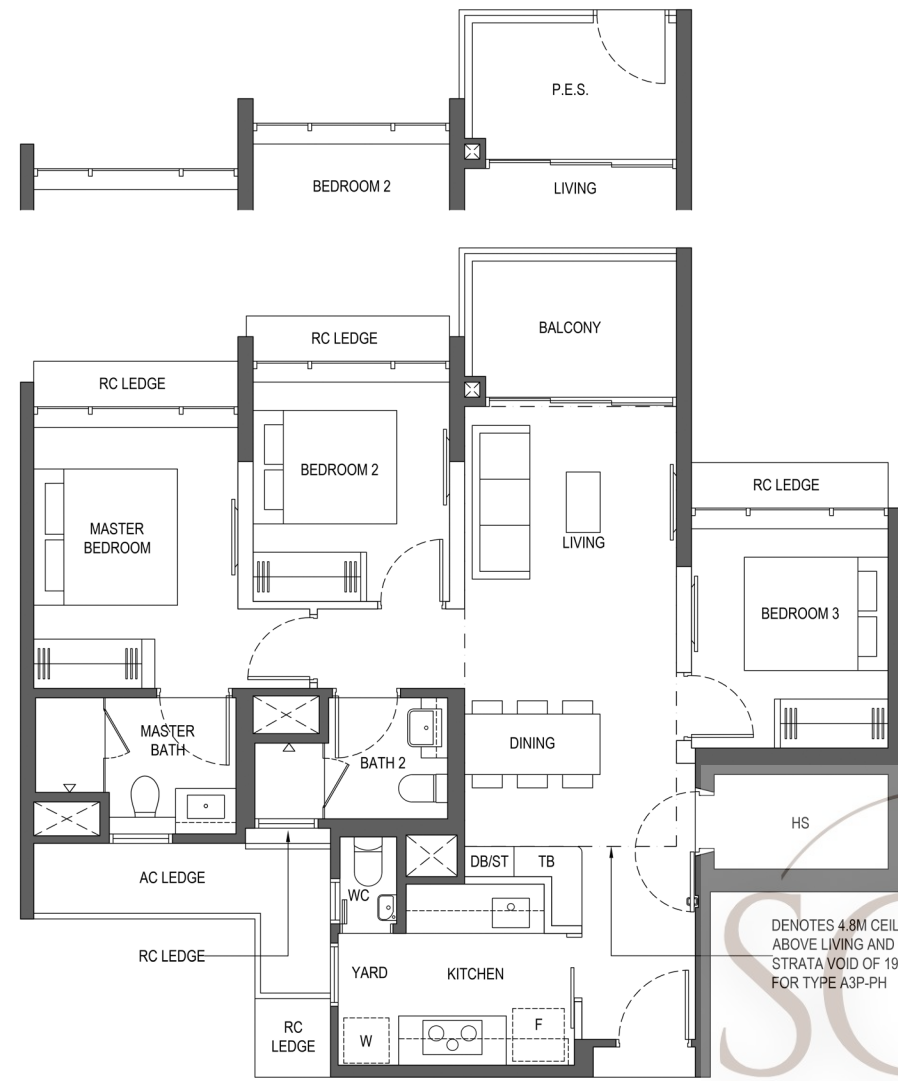 P.E.S.
BEDROOM 2
LIVING
BALCONY
RC LEDGE
RC LEDGE
BEDROOM 2
RC LEDGE
MASTER
BEDROOM
LIVING
BEDROOM 3
MASTER
BATH
DINING
BATH 2
HS
DB/ST
TB
AC LEDGE
WC
DENOTES 4.8M CEIL
ABOVE LIVING AND
STRATA VOID OF 19
FOR TYPE A3P-PH
RC LEDGE
YARD
KITCHEN
RC
LEDGE
W
F